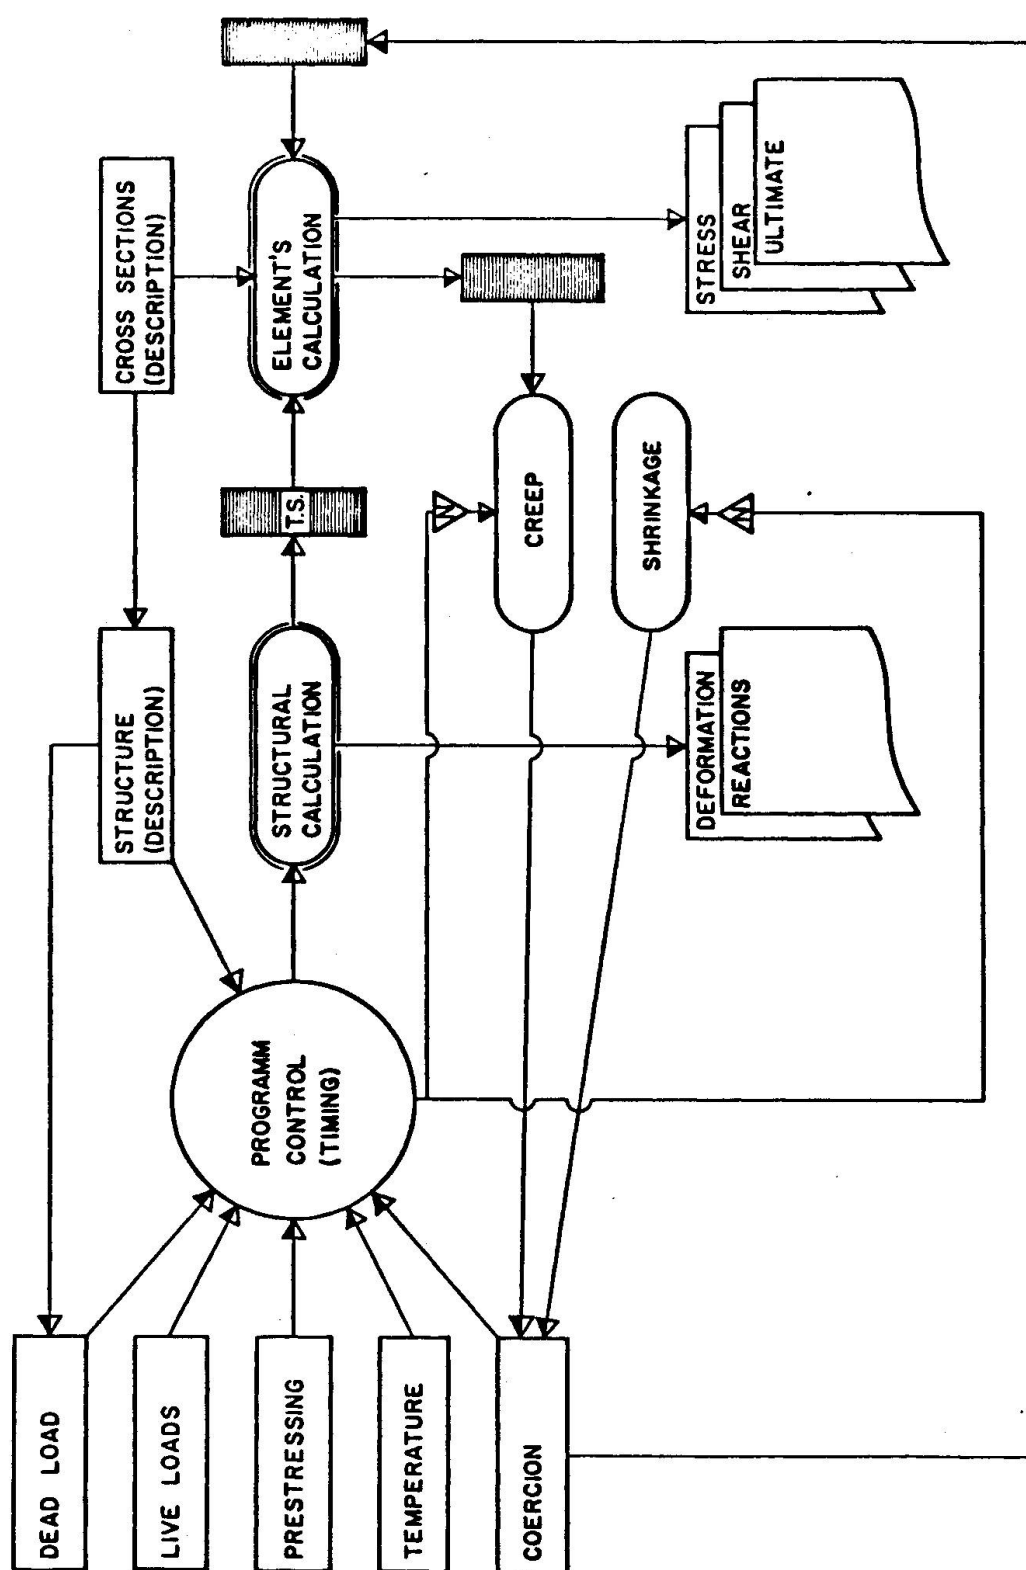 DEAD LOAD
LIVE LOADS
PRESTRESSING
TEMPERATURE
COERCION
PROGRAMM
CONTROL
(TIMING)
STRUCTURE
(DESCRIPTION)
STRUCTURAL
CALCULATION
DEFORMATION
REACTIONS
T.S.
CREEP
SHRINKAGE
CROSS SECTIONS
(DESCRIPTION)
ELEMENT'S
CALCULATION
STRESS
SHEAR
ULTIMATE